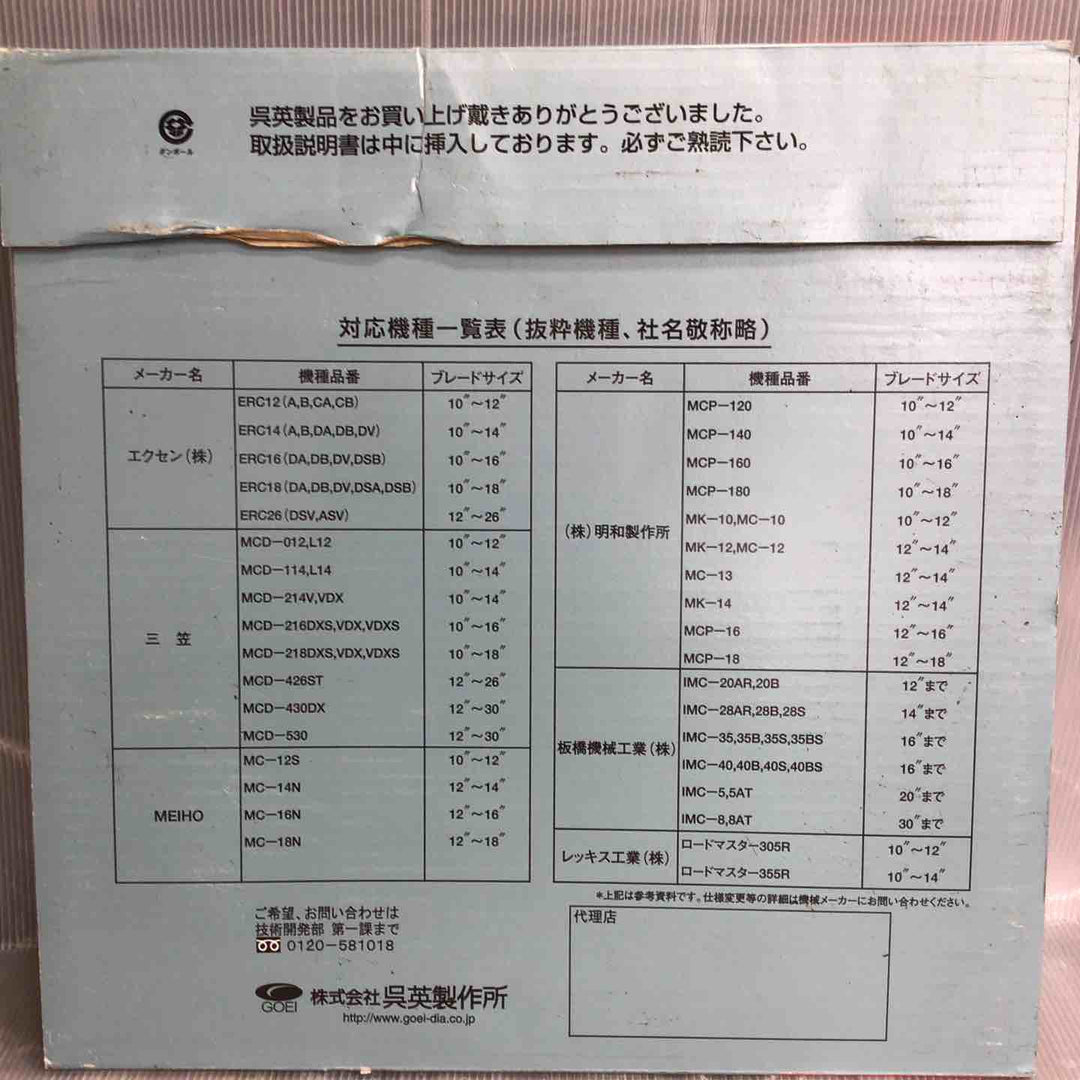 呉英製品をお買い上げ戴きありがとうございました。
取扱説明書は中に挿入しております。必ずご熟読下さい。
ダンボール
対応機種一覧表（抜粋機種、社名敬称略）
メーカー名 機種品番 ブレードサイズ
エクセン（株）
ERC12（A,B,CA,CB） 10″～12″
ERC14（A,B,DA,DB,DV） 10″～14″
ERC16（DA,DB,DV,DSB） 10″～16″
ERC18（DA,DB,DV,DSA,DSB） 10″～18″
ERC26（DSV,ASV） 12″～26″
三 笠
MCD－012,L12 10″～12″
MCD－114,L14 10″～14″
MCD－214V,VDX 10″～14″
MCD－216DXS,VDX,VDXS 10″～16″
MCD－218DXS,VDX,VDXS 10″～18″
MCD－426ST 12″～26″
MCD－430DX 12″～30″
MCD－530 12″～30″
MEIHO
MC－12S 10″～12″
MC－14N 12″～14″
MC－16N 12″～16″
MC－18N 12″～18″
メーカー名 機種品番 ブレードサイズ
（株）明和製作所
MCP－120 10″～12″
MCP－140 10″～14″
MCP－160 10″～16″
MCP－180 10″～18″
MK－10,MC－10 10″～12″
MK－12,MC－12 12″～14″
MC－13 12″～14″
MK－14 12″～14″
MCP－16 12″～16″
MCP－18 12″～18″
板橋機械工業（株）
IMC－20AR,20B 12″まで
IMC－28AR,28B,28S 14″まで
IMC－35,35B,35S,35BS 16″まで
IMC－40,40B,40S,40BS 16″まで
IMC－5,5AT 20″まで
IMC－8,8AT 30″まで
レッキス工業（株）
ロードマスター305R 10″～12″
ロードマスター355R 10″～14″
＊上記は参考資料です。仕様変更等の詳細は機械メーカーにお問い合わせください。
ご希望、お問い合わせは
技術開発部 第一課まで
0120－581018
GOEI 株式会社 呉英製作所
http://www.goei-dia.co.jp
代理店